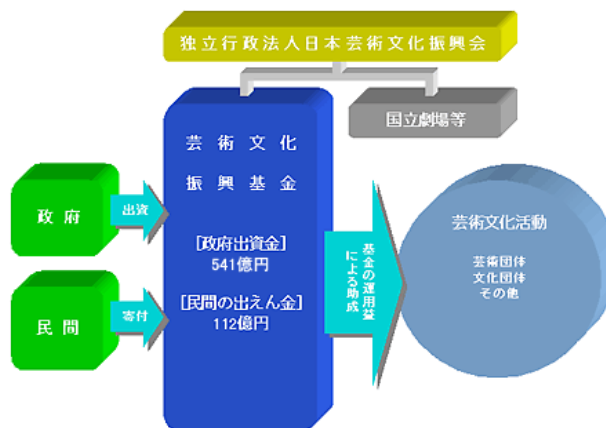 独立行政法人日本芸術文化振興会
国立劇場等
芸術文化
振興基金
[政府出資金]
541億円
[民間の出えん金]
112億円
政府
出資
民間
寄付
基金の運用益
による助成
芸術文化活動
芸術団体
文化団体
その他